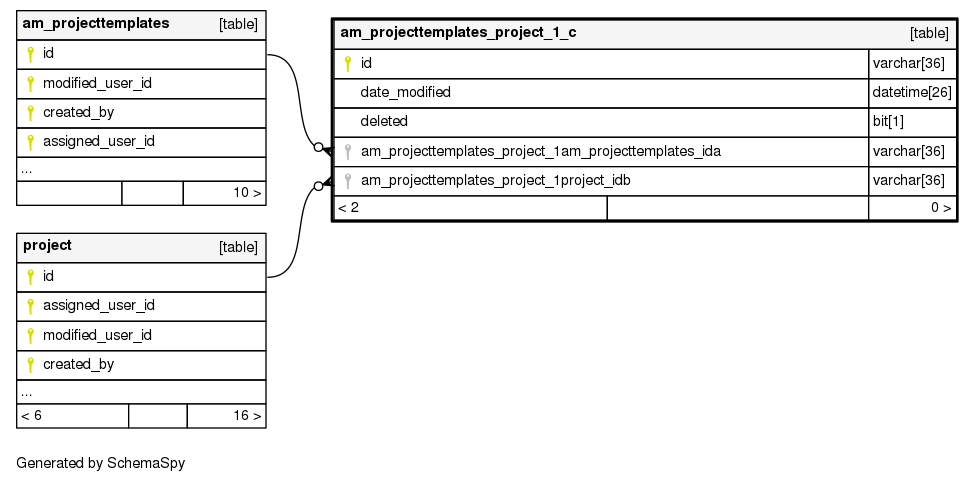 am_projecttemplates [table]
id
modified_user_id
created_by
assigned_user_id
...
10 >
project [table]
id
assigned_user_id
modified_user_id
created_by
...
< 6 16 >
am_projecttemplates_project_1_c [table]
id varchar[36]
date_modified datetime[26]
deleted bit[1]
am_projecttemplates_project_1am_projecttemplates_ida varchar[36]
am_projecttemplates_project_1project_idb varchar[36]
< 2 0 >
Generated by SchemaSpy